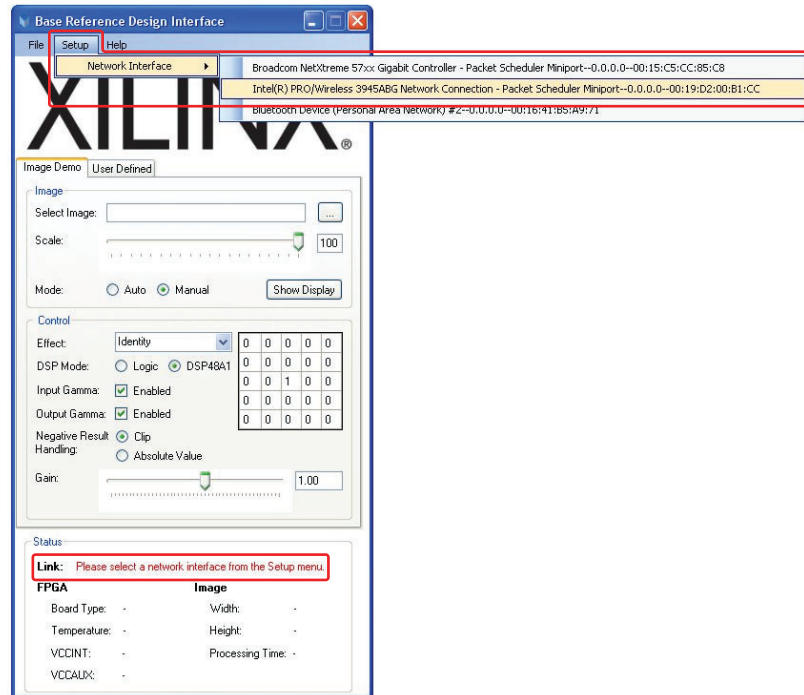 Base Reference Design Interface
File Setup Help
Network Interface
Broadcom NetXtreme 57xx Gigabit Controller - Packet Scheduler Miniport--0.0.0.0--00:15:C5:CC:85:C8
Intel(R) PRO/Wireless 3945ABG Network Connection - Packet Scheduler Miniport--0.0.0.0--00:19:D2:00:B1:CC
Bluetooth Device (Personal Area Network) #2--0.0.0.0--00:16:41:B5:A9:71
XILINX®
Image Demo User Defined
Image
Select Image: ...
Scale: 100
Mode: Auto Manual Show Display
Control
Effect: Identity
0 0 0 0 0
DSP Mode: Logic DSP48A1
0 0 0 0 0
Input Gamma: Enabled
0 0 1 0 0
0 0 0 0 0
Output Gamma: Enabled
0 0 0 0 0
Negative Result Handling: Clip
Absolute Value
Gain: 1.00
Status
Link: Please select a network interface from the Setup menu.
FPGA Image
Board Type: - Width: -
Temperature: - Height: -
VCCINT: - Processing Time: -
VCCAUX: -